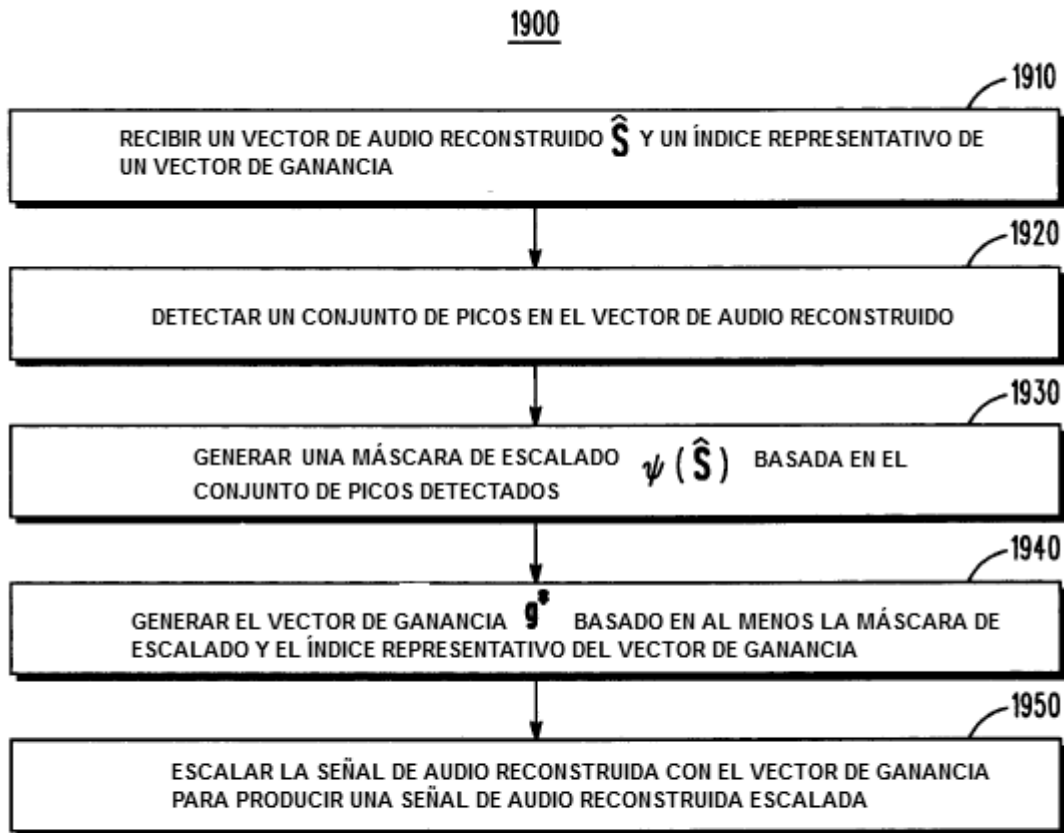 1900
1910
RECIBIR UN VECTOR DE AUDIO RECONSTRUIDO Ŝ Y UN ÍNDICE REPRESENTATIVO DE
UN VECTOR DE GANANCIA
1920
DETECTAR UN CONJUNTO DE PICOS EN EL VECTOR DE AUDIO RECONSTRUIDO
1930
GENERAR UNA MÁSCARA DE ESCALADO ψ (Ŝ) BASADA EN EL
CONJUNTO DE PICOS DETECTADOS
1940
GENERAR EL VECTOR DE GANANCIA g* BASADO EN AL MENOS LA MÁSCARA DE
ESCALADO Y EL ÍNDICE REPRESENTATIVO DEL VECTOR DE GANANCIA
1950
ESCALAR LA SEÑAL DE AUDIO RECONSTRUIDA CON EL VECTOR DE GANANCIA
PARA PRODUCIR UNA SEÑAL DE AUDIO RECONSTRUIDA ESCALADA